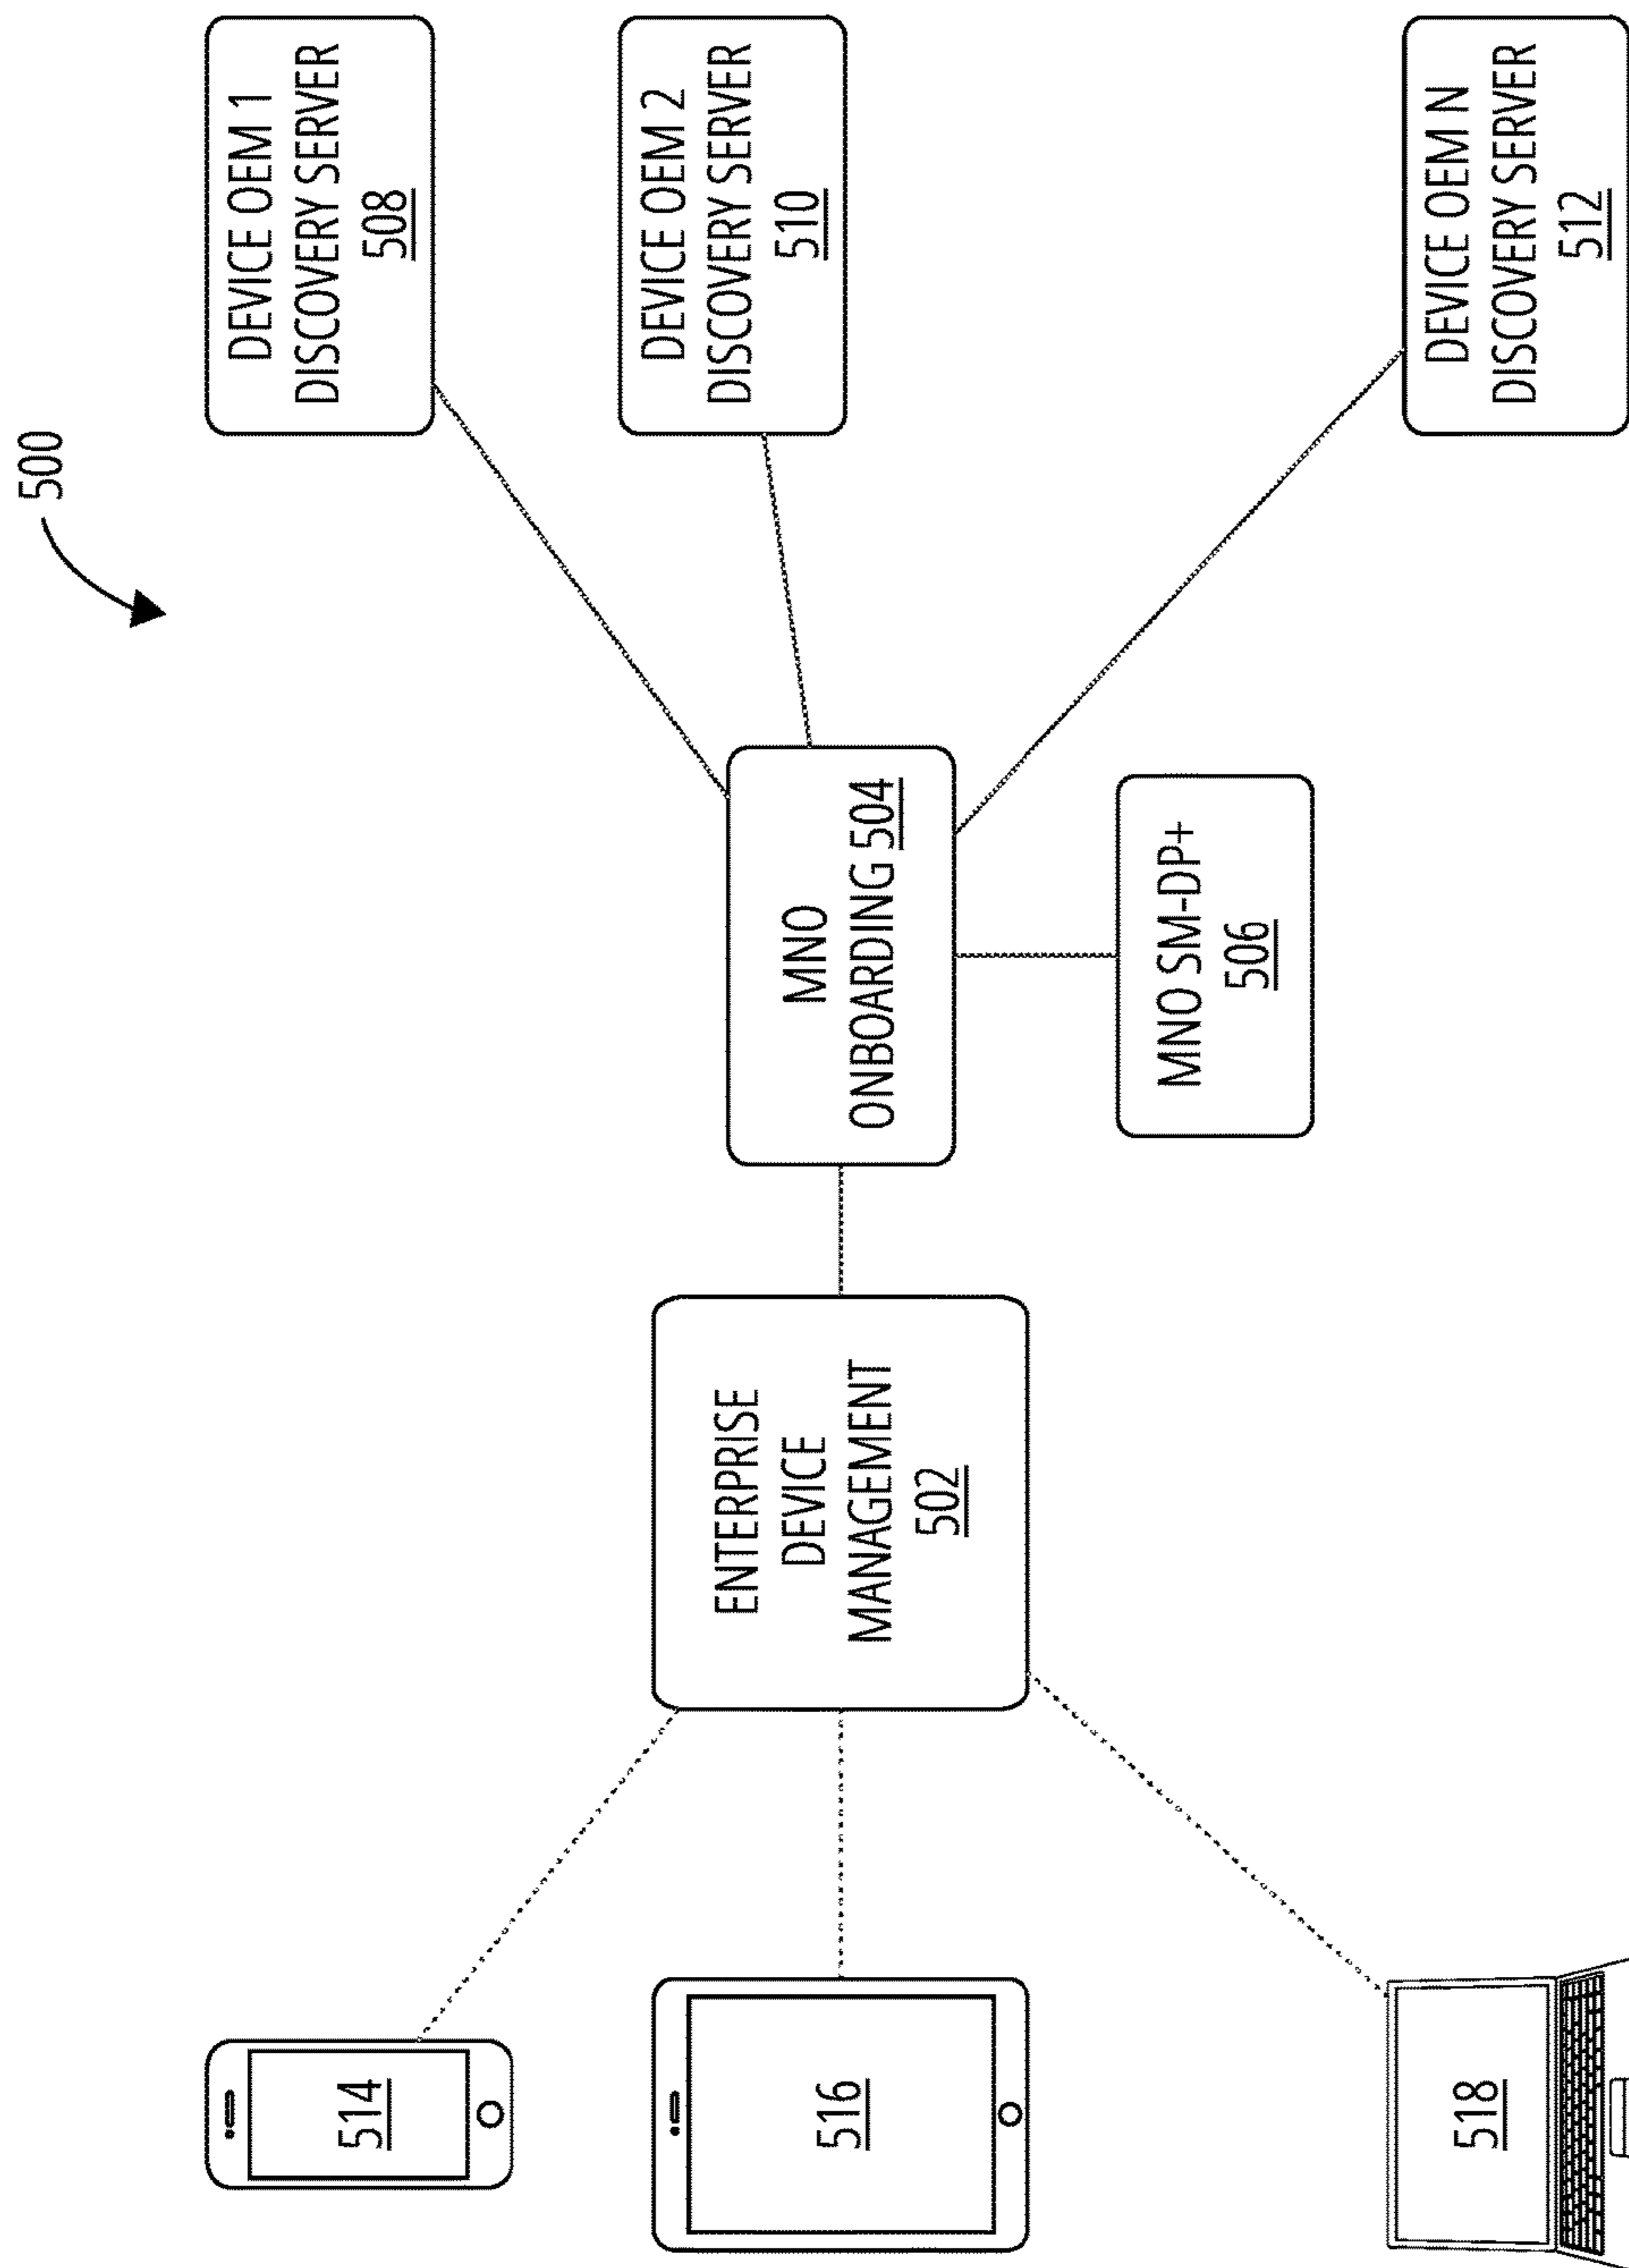 500
DEVICE OEM 1
DISCOVERY SERVER
508
DEVICE OEM 2
DISCOVERY SERVER
510
DEVICE OEM N
DISCOVERY SERVER
512
MNO
ONBOARDING 504
MNO SM-DP+
506
ENTERPRISE
DEVICE
MANAGEMENT
502
514
516
518